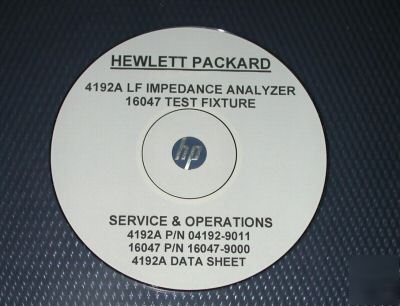 HEWLETT PACKARD
4192A LF IMPEDANCE ANALYZER
16047 TEST FIXTURE
hp
SERVICE & OPERATIONS
4192A P/N 04192-9011
16047 P/N 16047-9000
4192A DATA SHEET